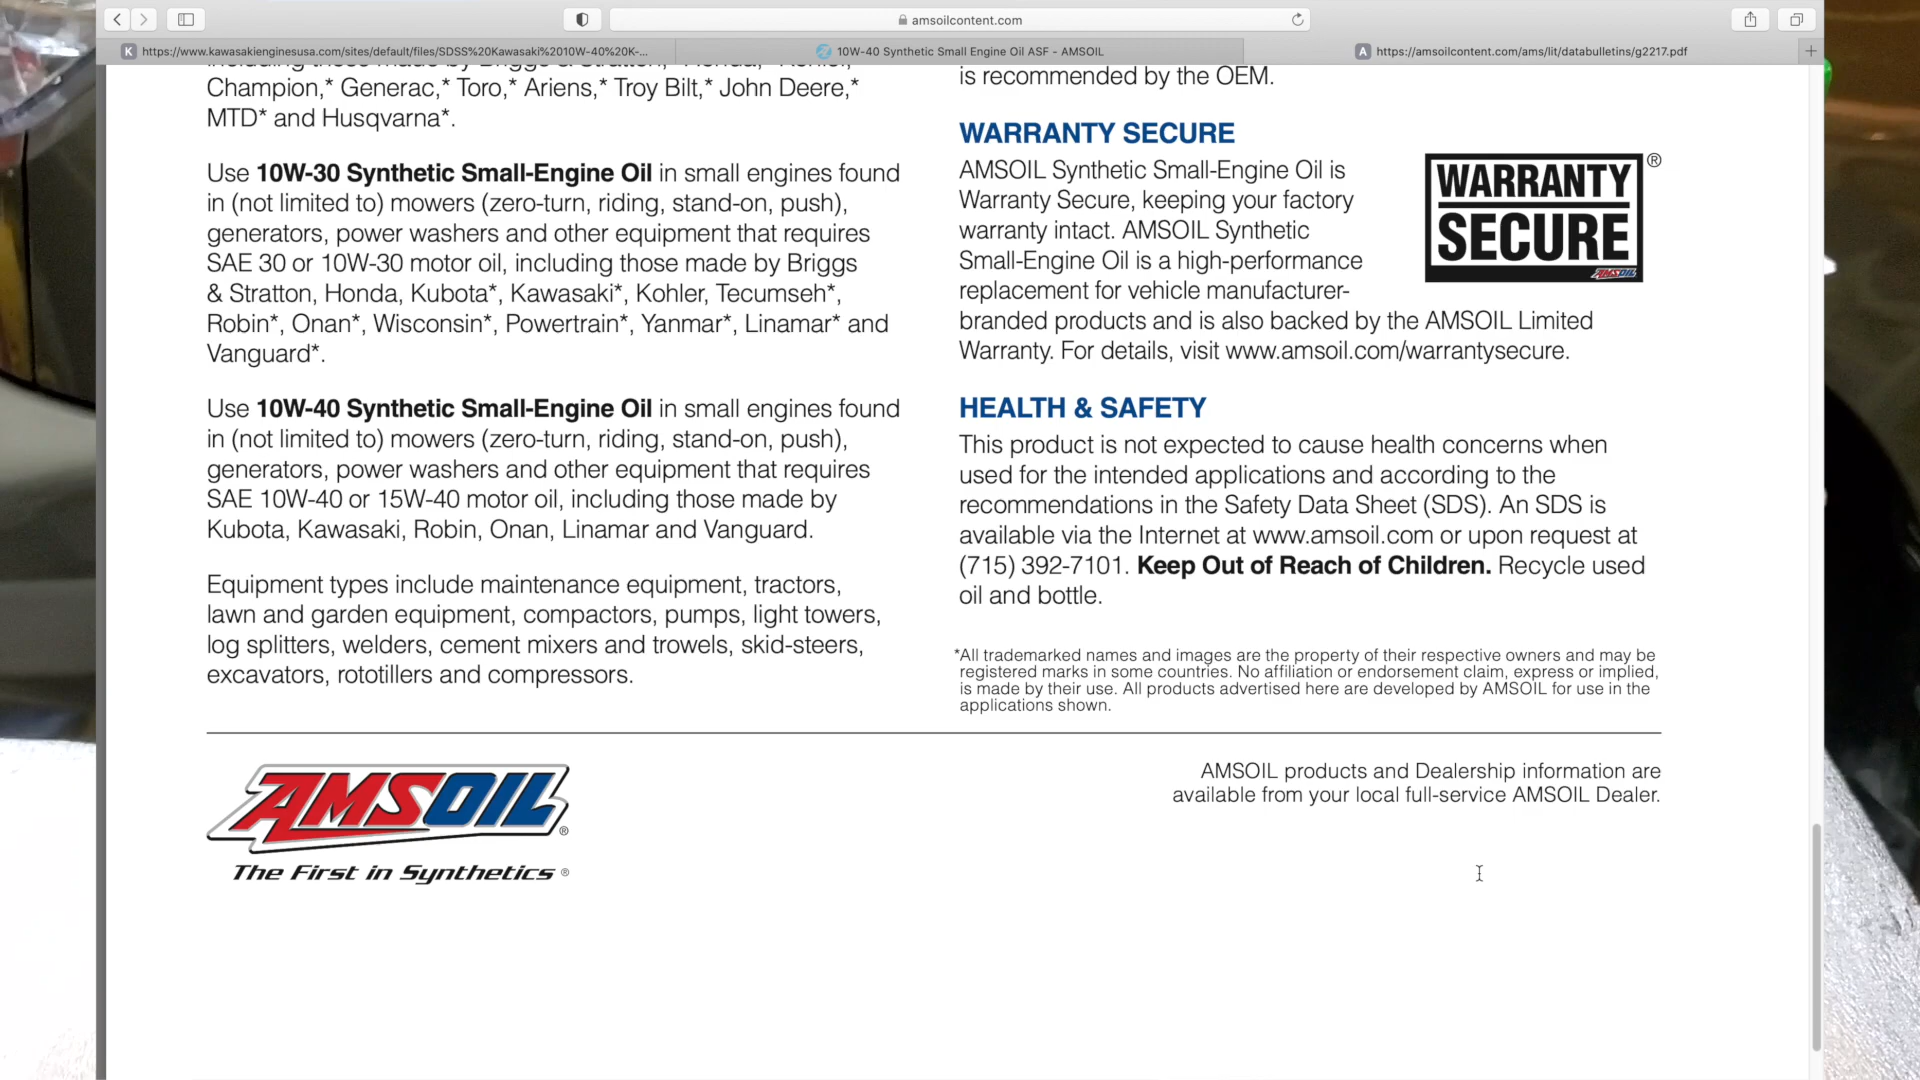 amsoilcontent.com
K https://www.kawasakienginesusa.com/sites/default/files/SDSS%20Kawasaki%2010W-40%20K-...
10W-40 Synthetic Small Engine Oil ASF - AMSOIL
A https://amsoilcontent.com/ams/lit/databulletins/g2217.pdf
Champion,* Generac,* Toro,* Ariens,* Troy Bilt,* John Deere,*
MTD* and Husqvarna*.
Use 10W-30 Synthetic Small-Engine Oil in small engines found
in (not limited to) mowers (zero-turn, riding, stand-on, push),
generators, power washers and other equipment that requires
SAE 30 or 10W-30 motor oil, including those made by Briggs
& Stratton, Honda, Kubota*, Kawasaki*, Kohler, Tecumseh*,
Robin*, Onan*, Wisconsin*, Powertrain*, Yanmar*, Linamar* and
Vanguard*.
Use 10W-40 Synthetic Small-Engine Oil in small engines found
in (not limited to) mowers (zero-turn, riding, stand-on, push),
generators, power washers and other equipment that requires
SAE 10W-40 or 15W-40 motor oil, including those made by
Kubota, Kawasaki, Robin, Onan, Linamar and Vanguard.
Equipment types include maintenance equipment, tractors,
lawn and garden equipment, compactors, pumps, light towers,
log splitters, welders, cement mixers and trowels, skid-steers,
excavators, rototillers and compressors.
is recommended by the OEM.
WARRANTY SECURE
AMSOIL Synthetic Small-Engine Oil is
Warranty Secure, keeping your factory
warranty intact. AMSOIL Synthetic
Small-Engine Oil is a high-performance
replacement for vehicle manufacturer-
branded products and is also backed by the AMSOIL Limited
Warranty. For details, visit www.amsoil.com/warrantysecure.
WARRANTY ®
SECURE
AMSOIL
HEALTH & SAFETY
This product is not expected to cause health concerns when
used for the intended applications and according to the
recommendations in the Safety Data Sheet (SDS). An SDS is
available via the Internet at www.amsoil.com or upon request at
(715) 392-7101. Keep Out of Reach of Children. Recycle used
oil and bottle.
*All trademarked names and images are the property of their respective owners and may be
registered marks in some countries. No affiliation or endorsement claim, express or implied,
is made by their use. All products advertised here are developed by AMSOIL for use in the
applications shown.
AMSOIL ®
The First in Synthetics ®
AMSOIL products and Dealership information are
available from your local full-service AMSOIL Dealer.